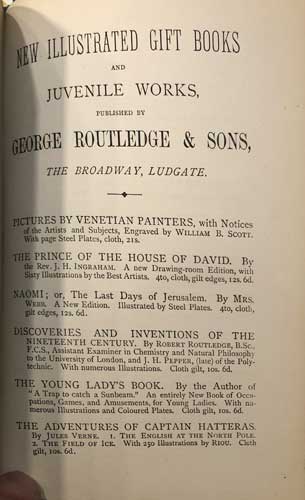 NEW ILLUSTRATED GIFT BOOKS
AND
JUVENILE WORKS,
PUBLISHED BY
GEORGE ROUTLEDGE & SONS,
THE BROADWAY, LUDGATE.
PICTURES BY VENETIAN PAINTERS, with Notices
of the Artists and Subjects, Engraved by WILLIAM B. SCOTT.
With page Steel Plates, cloth, 21s.
THE PRINCE OF THE HOUSE OF DAVID. By
the Rev. J. H. INGRAHAM. A new Drawing-room Edition, with
Sixty Illustrations by the Best Artists. 4to, cloth, gilt edges, 12s. 6d.
NAOMI; or, The Last Days of Jerusalem. By MRS.
WEBB. A New Edition. Illustrated by Steel Plates. 4to, cloth,
gilt edges, 12s. 6d.
DISCOVERIES AND INVENTIONS OF THE
NINETEENTH CENTURY. By ROBERT ROUTLEDGE, B.Sc.,
F.C.S., Assistant Examiner in Chemistry and Natural Philosophy
to the University of London, and J. H. PEPPER, (late) of the Poly-
technic. With numerous Illustrations. Cloth gilt, 10s. 6d.
THE YOUNG LADY'S BOOK. By the Author of
"A Trap to catch a Sunbeam." An entirely New Book of Occu-
pations, Games, and Amusements, for Young Ladies. With nu-
merous Illustrations and Coloured Plates. Cloth gilt, 10s. 6d.
THE ADVENTURES OF CAPTAIN HATTERAS.
By JULES VERNE. 1. THE ENGLISH AT THE NORTH POLE.
2. THE FIELD OF ICE. With 250 Illustrations by RIOU. Cloth
gilt, 10s. 6d.